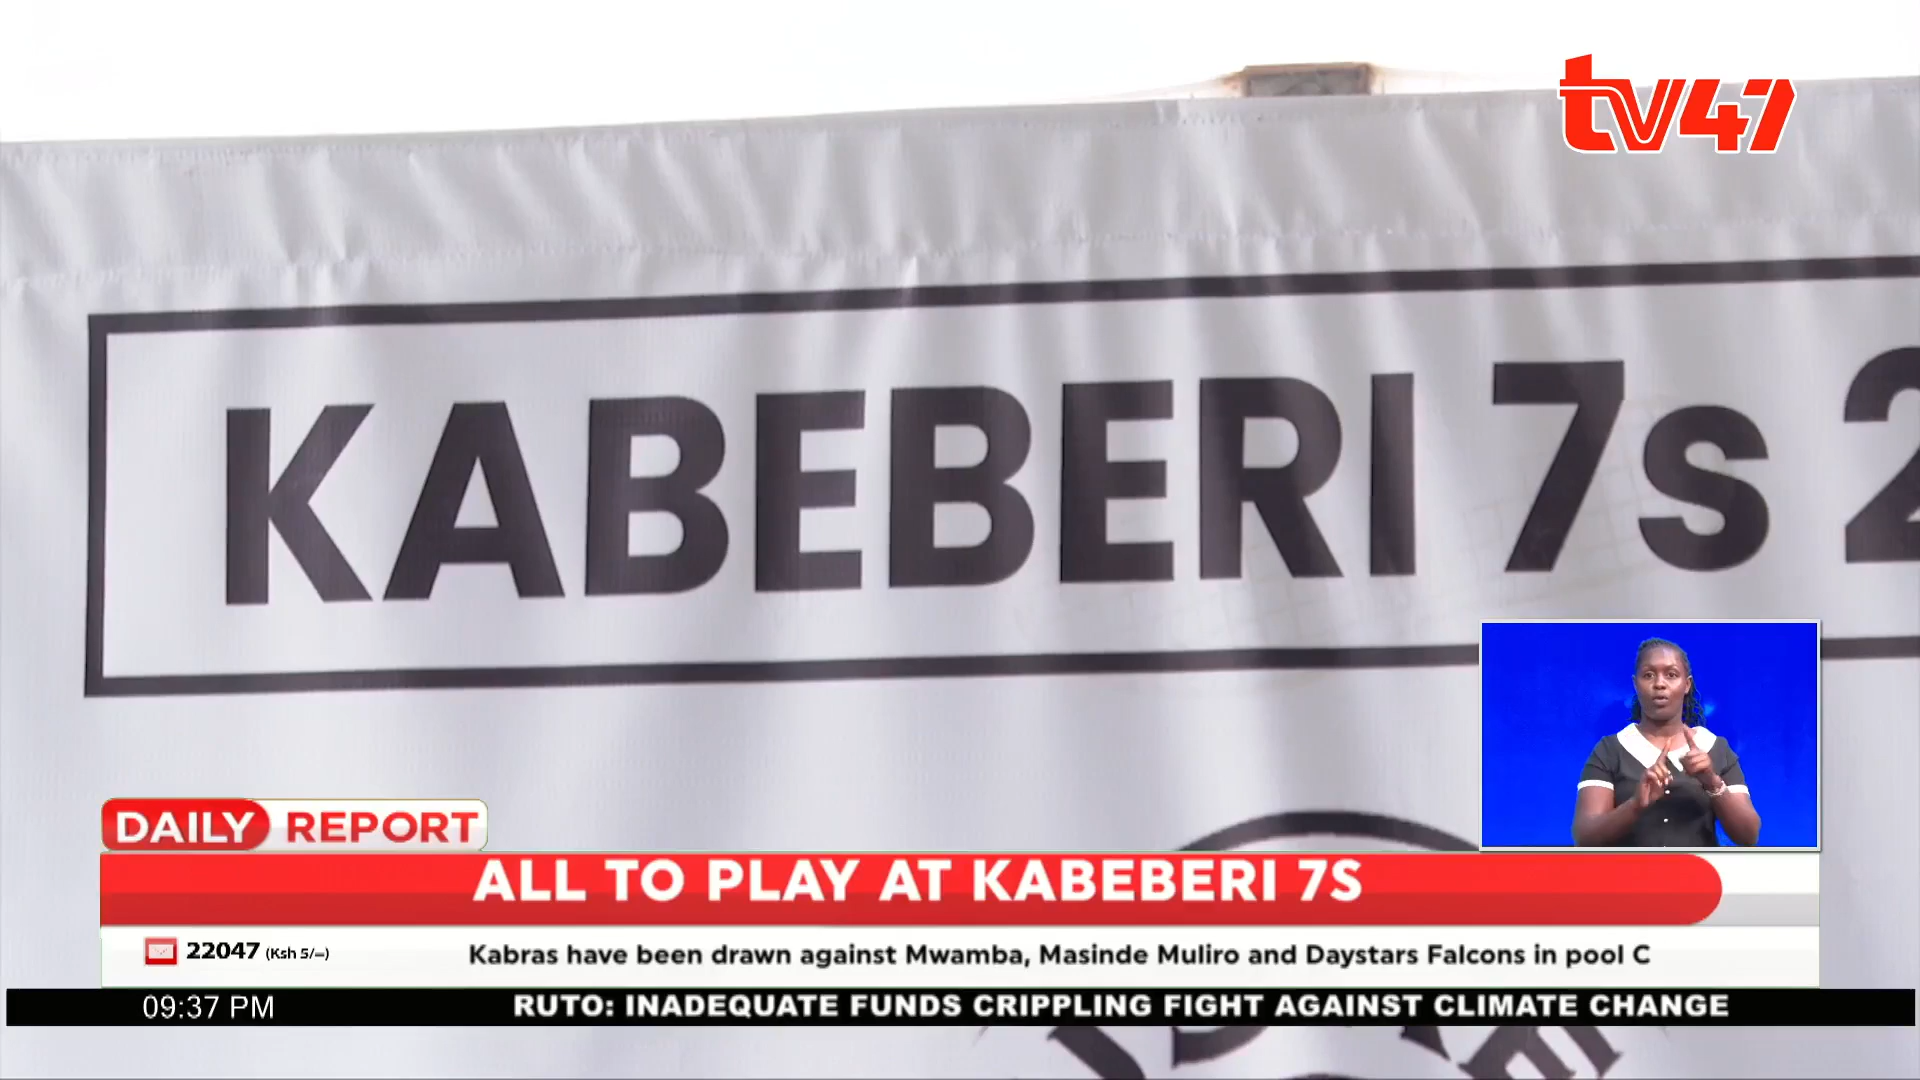 tv47
KABEBERI 7s 2
DAILY REPORT
ALL TO PLAY AT KABEBERI 7S
22047 (Ksh 5/=)
Kabras have been drawn against Mwamba, Masinde Muliro and Daystars Falcons in pool C
09:37 PM
RUTO: INADEQUATE FUNDS CRIPPLING FIGHT AGAINST CLIMATE CHANGE